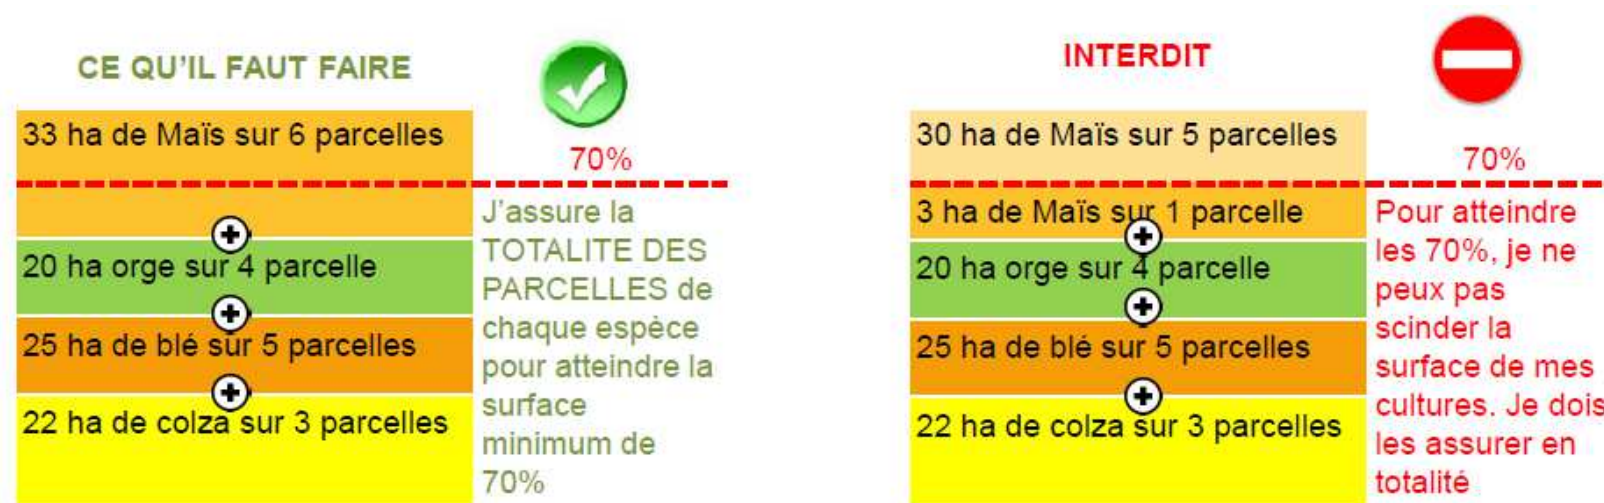 CE QU'IL FAUT FAIRE
33 ha de Maïs sur 6 parcelles
70%
20 ha orge sur 4 parcelle
25 ha de blé sur 5 parcelles
22 ha de colza sur 3 parcelles
J'assure la
TOTALITE DES
PARCELLES de
chaque espèce
pour atteindre la
surface
minimum de
70%
INTERDIT
30 ha de Maïs sur 5 parcelles
70%
3 ha de Maïs sur 1 parcelle
20 ha orge sur 4 parcelle
25 ha de blé sur 5 parcelles
22 ha de colza sur 3 parcelles
Pour atteindre
les 70%, je ne
peux pas
scinder la
surface de mes
cultures. Je dois
les assurer en
totalité